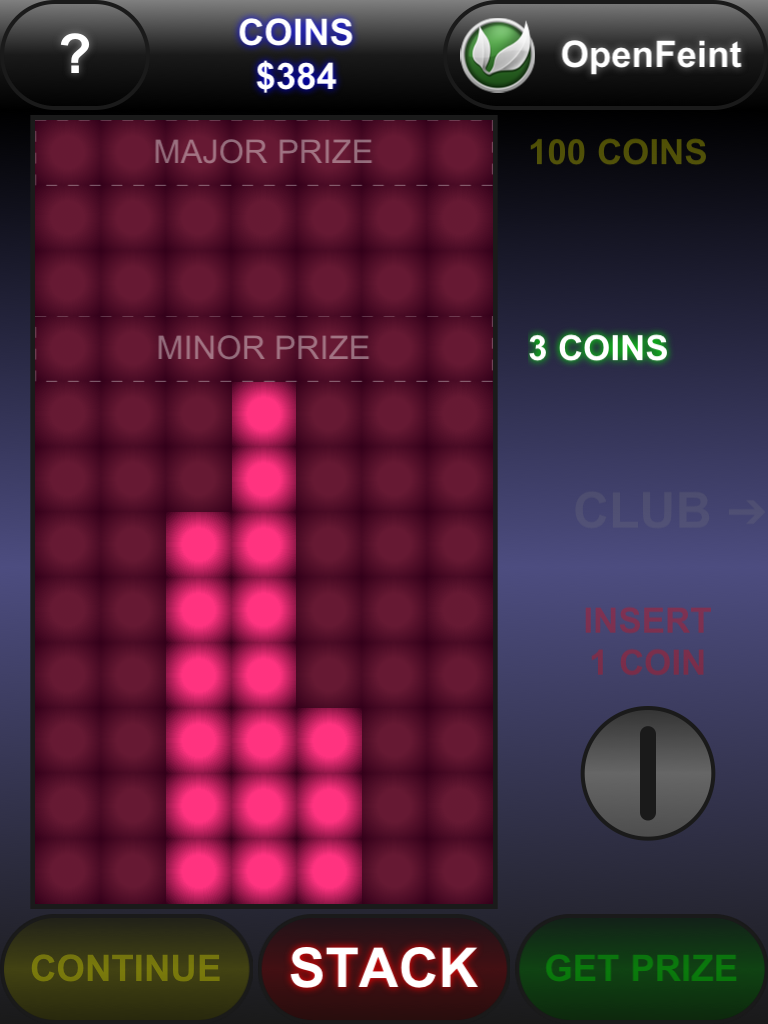 ?
COINS
$384
OpenFeint
MAJOR PRIZE
100 COINS
MINOR PRIZE
3 COINS
CLUB →
INSERT
1 COIN
CONTINUE
STACK
GET PRIZE